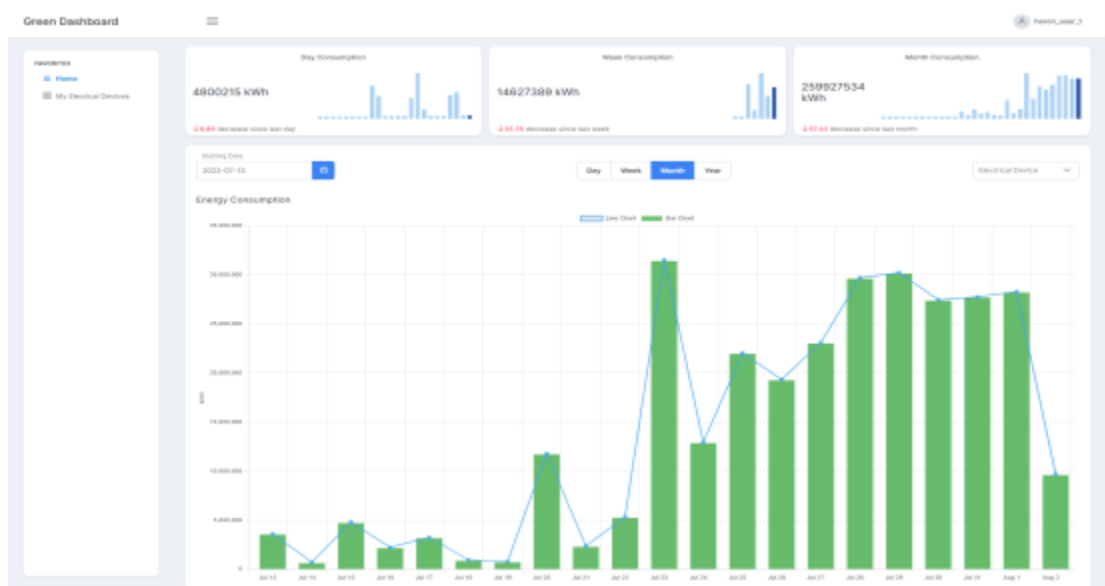 Green Dashboard
heron_user_1
FAVORITES
Home
My Electrical Devices
Day Consumption
4800215 kWh
decrease since last day
Week Consumption
14627389 kWh
decrease since last week
Month Consumption
259927534
kWh
decrease since last month
Starting Date
2022-07-13
Day
Week
Month
Year
Electrical Device
Energy Consumption
Line Chart
Bar Chart
35,000,000
30,000,000
25,000,000
20,000,000
15,000,000
10,000,000
5,000,000
0
kWh
Jul 13
Jul 14
Jul 15
Jul 16
Jul 17
Jul 18
Jul 19
Jul 20
Jul 21
Jul 22
Jul 23
Jul 24
Jul 25
Jul 26
Jul 27
Jul 28
Jul 29
Jul 30
Jul 31
Aug 1
Aug 2